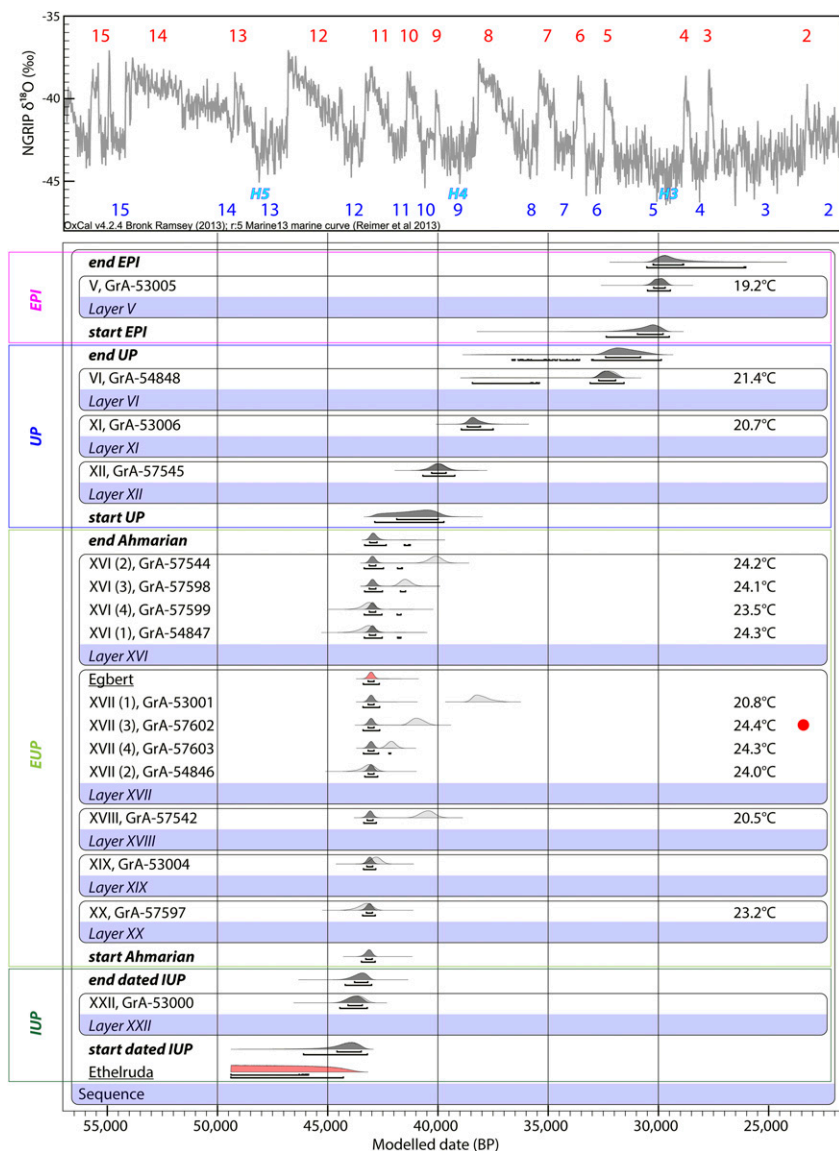 -35
-40
-45
NGRIP δ¹⁸O (‰)
15 14 13 12 11 10 9 8 7 6 5 4 3 2
H5 H4 H3
15 14 13 12 11 10 9 8 7 6 5 4 3 2
OxCal v4.2.4 Bronk Ramsey (2013); r:5 Marine13 marine curve (Reimer et al 2013)
EPI
end EPI
V, GrA-53005 19.2°C
Layer V
start EPI
UP
end UP
VI, GrA-54848 21.4°C
Layer VI
XI, GrA-53006 20.7°C
Layer XI
XII, GrA-57545
Layer XII
start UP
EUP
end Ahmarian
XVI (2), GrA-57544 24.2°C
XVI (3), GrA-57598 24.1°C
XVI (4), GrA-57599 23.5°C
XVI (1), GrA-54847 24.3°C
Layer XVI
Egbert
XVII (1), GrA-53001 20.8°C
XVII (3), GrA-57602 24.4°C
XVII (4), GrA-57603 24.3°C
XVII (2), GrA-54846 24.0°C
Layer XVII
XVIII, GrA-57542 20.5°C
Layer XVIII
XIX, GrA-53004
Layer XIX
XX, GrA-57597 23.2°C
Layer XX
start Ahmarian
IUP
end dated IUP
XXII, GrA-53000
Layer XXII
start dated IUP
Ethelruda
Sequence
55,000 50,000 45,000 40,000 35,000 30,000 25,000
Modelled date (BP)